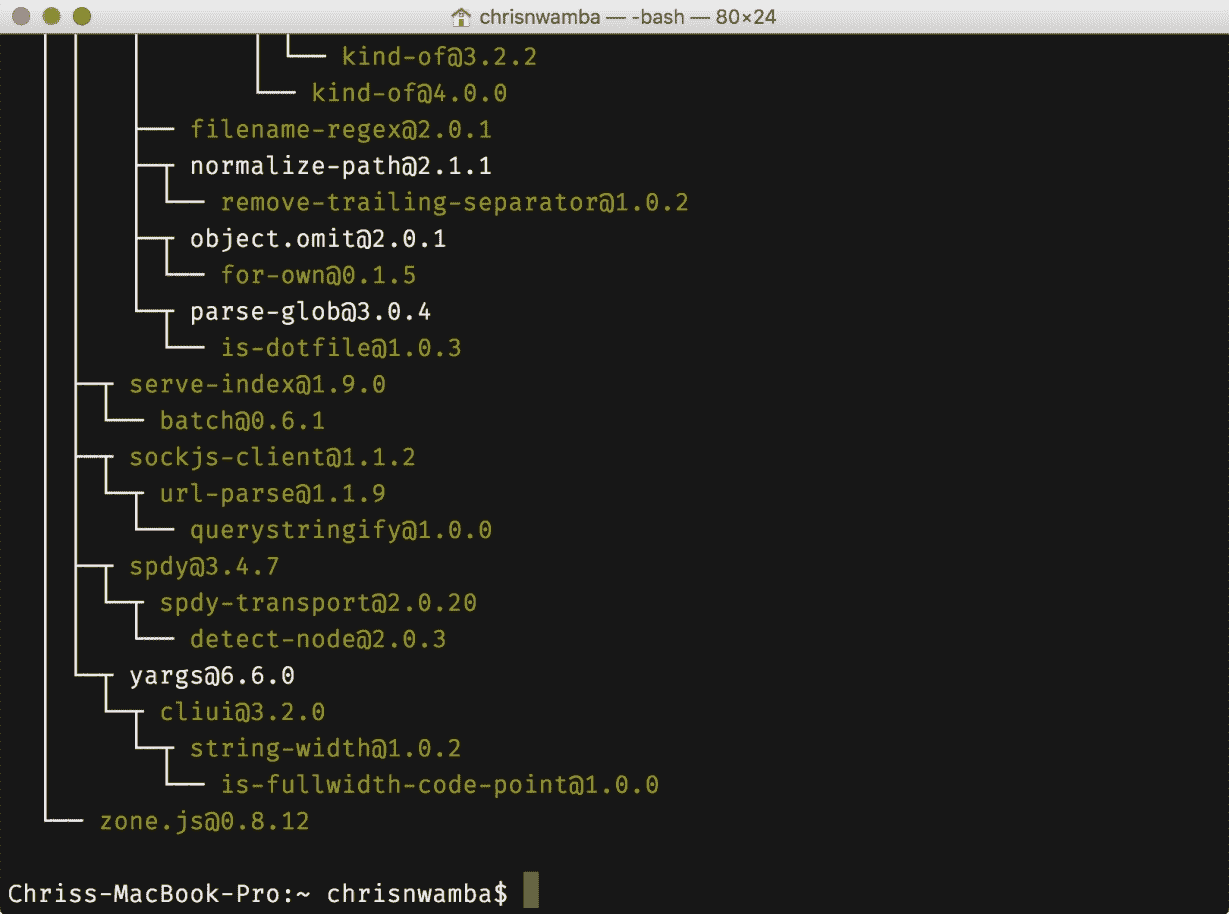 chrisnwamba — -bash — 80×24
kind-of@3.2.2
kind-of@4.0.0
filename-regex@2.0.1
normalize-path@2.1.1
remove-trailing-separator@1.0.2
object.omit@2.0.1
for-own@0.1.5
parse-glob@3.0.4
is-dotfile@1.0.3
serve-index@1.9.0
batch@0.6.1
sockjs-client@1.1.2
url-parse@1.1.9
querystringify@1.0.0
spdy@3.4.7
spdy-transport@2.0.20
detect-node@2.0.3
yargs@6.6.0
cliui@3.2.0
string-width@1.0.2
is-fullwidth-code-point@1.0.0
zone.js@0.8.12
Chriss-MacBook-Pro:~ chrisnwamba$